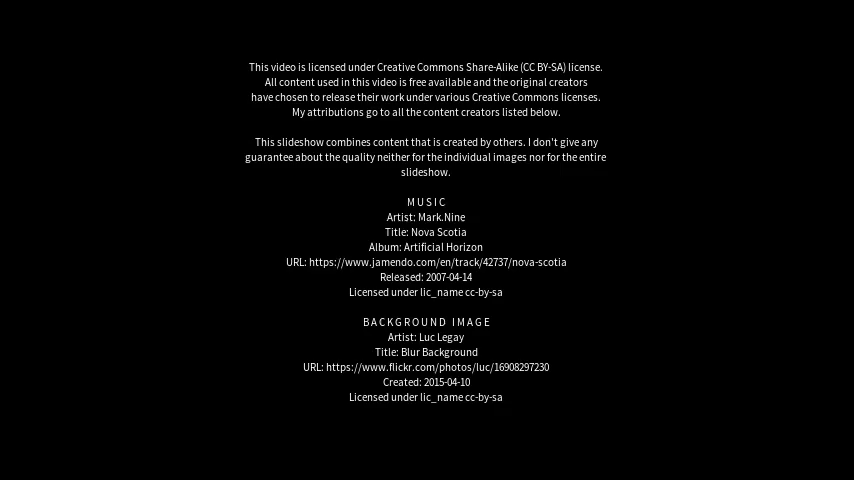 This video is licensed under Creative Commons Share-Alike (CC BY-SA) license.
All content used in this video is free available and the original creators
have chosen to release their work under various Creative Commons licenses.
My attributions go to all the content creators listed below.
This slideshow combines content that is created by others. I don't give any
guarantee about the quality neither for the individual images nor for the entire
slideshow.
MUSIC
Artist: Mark.Nine
Title: Nova Scotia
Album: Artificial Horizon
URL: https://www.jamendo.com/en/track/42737/nova-scotia
Released: 2007-04-14
Licensed under lic_name cc-by-sa
BACKGROUND IMAGE
Artist: Luc Legay
Title: Blur Background
URL: https://www.flickr.com/photos/luc/16908297230
Created: 2015-04-10
Licensed under lic_name cc-by-sa